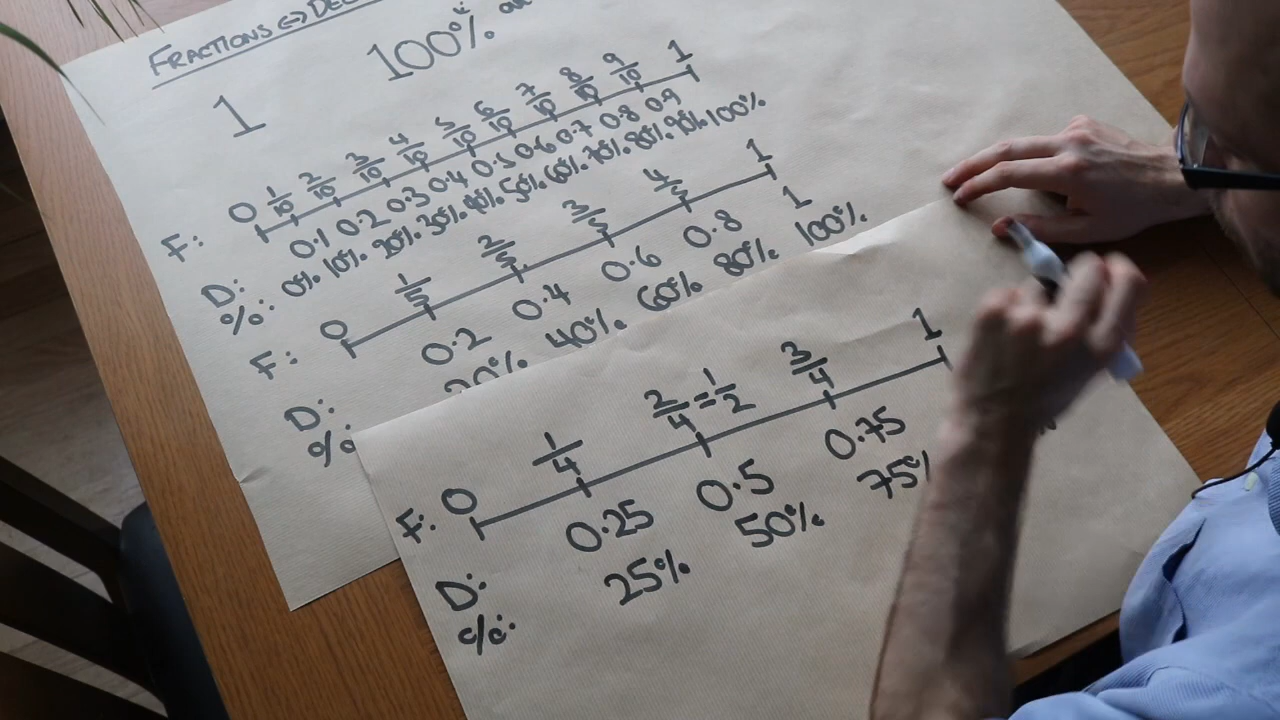 FRACTIONS ⇔
1 100%
0 1/10 2/10 3/10 4/10 5/10 6/10 7/10 8/10 9/10 1
F:
D: 0.1 0.2 0.3 0.4 0.5 0.6 0.7 0.8 0.9
%: 0% 10% 20% 30% 40% 50% 60% 70% 80% 90% 100%
F: 0 1/5 2/5 3/5 4/5 1
D: 0.2 0.4 0.6 0.8 1
%: 20% 40% 60% 80% 100%
F: 0 1/4 2/4=1/2 3/4 1
D: 0.25 0.5 0.75
%: 25% 50% 75%